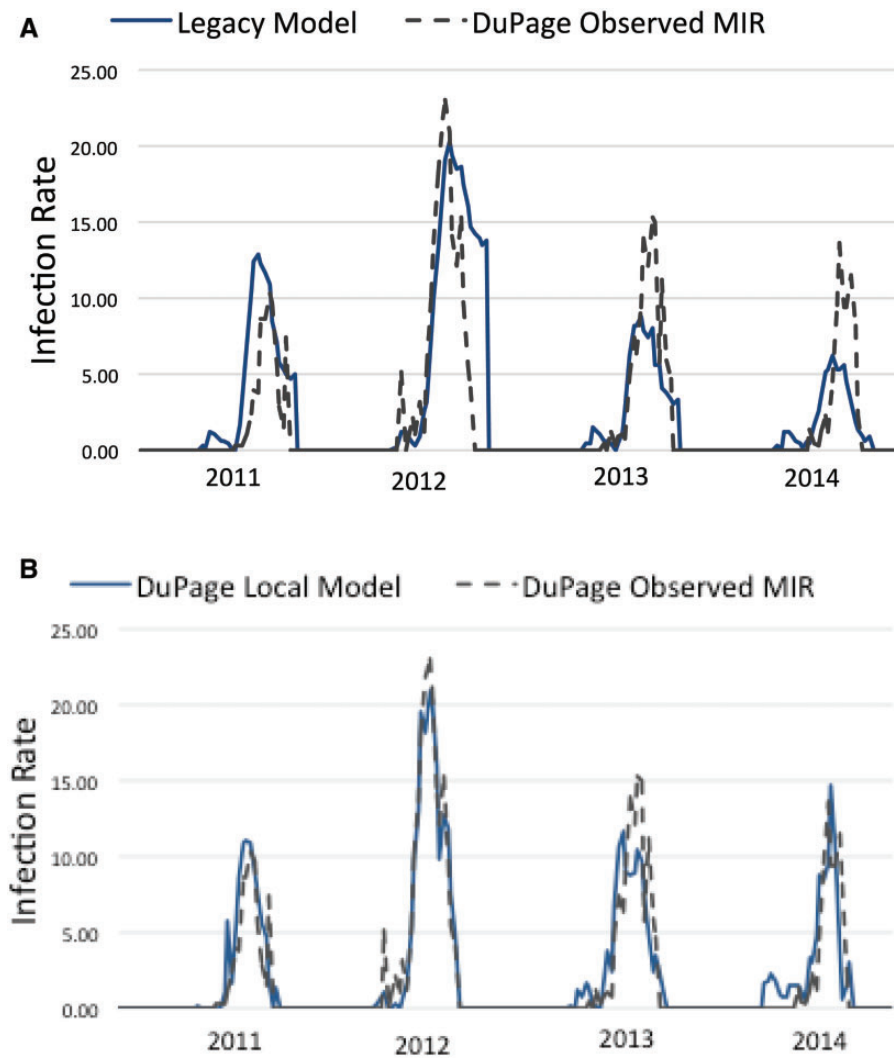 A
Legacy Model DuPage Observed MIR
25.00
20.00
15.00
10.00
5.00
0.00
Infection Rate
2011 2012 2013 2014
B
DuPage Local Model DuPage Observed MIR
25.00
20.00
15.00
10.00
5.00
0.00
Infection Rate
2011 2012 2013 2014